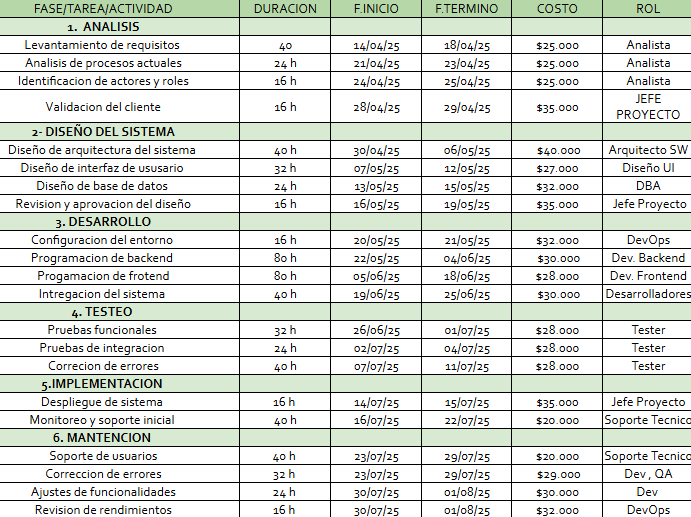 FASE/TAREA/ACTIVIDAD DURACION F.INICIO F.TERMINO COSTO ROL
1. ANALISIS
Levantamiento de requisitos 40 14/04/25 18/04/25 $25.000 Analista
Analisis de procesos actuales 24 h 21/04/25 23/04/25 $25.000 Analista
Identificacion de actores y roles 16 h 24/04/25 25/04/25 $25.000 Analista
Validacion del cliente 16 h 28/04/25 29/04/25 $35.000 JEFE PROYECTO
2- DISEÑO DEL SISTEMA
Diseño de arquitectura del sistema 40 h 30/04/25 06/05/25 $40.000 Arquitecto SW
Diseño de interfaz de ususario 32 h 07/05/25 12/05/25 $27.000 Diseño UI
Diseño de base de datos 24 h 13/05/25 15/05/25 $32.000 DBA
Revision y aprovacion del diseño 16 h 16/05/25 19/05/25 $35.000 Jefe Proyecto
3. DESARROLLO
Configuracion del entorno 16 h 20/05/25 21/05/25 $32.000 DevOps
Programacion de backend 80 h 22/05/25 04/06/25 $30.000 Dev. Backend
Progamacion de frotend 80 h 05/06/25 18/06/25 $28.000 Dev. Frontend
Intregacion del sistema 40 h 19/06/25 25/06/25 $30.000 Desarrolladores
4. TESTEO
Pruebas funcionales 32 h 26/06/25 01/07/25 $28.000 Tester
Pruebas de integracion 24 h 02/07/25 04/07/25 $28.000 Tester
Correcion de errores 40 h 07/07/25 11/07/25 $28.000 Tester
5.IMPLEMENTACION
Despliegue de sistema 16 h 14/07/25 15/07/25 $35.000 Jefe Proyecto
Monitoreo y soporte inicial 40 h 16/07/25 22/07/25 $20.000 Soporte Tecnico
6. MANTENCION
Soporte de usuarios 40 h 23/07/25 29/07/25 $20.000 Soporte Tecnico
Correccion de errores 32 h 23/07/25 29/07/25 $29.000 Dev , QA
Ajustes de funcionalidades 24 h 30/07/25 01/08/25 $30.000 Dev
Revision de rendimientos 16 h 30/07/25 01/08/25 $32.000 DevOps